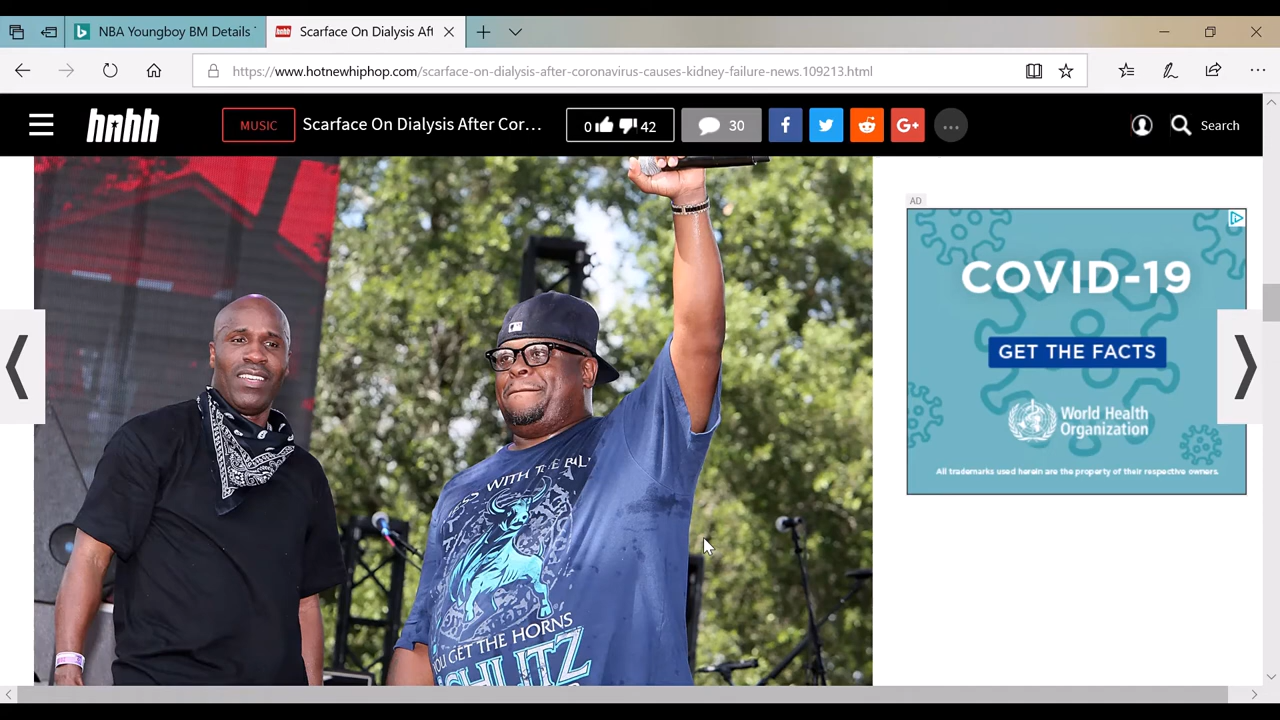 NBA Youngboy BM Details
Scarface On Dialysis Aft
https://www.hotnewhiphop.com/scarface-on-dialysis-after-coronavirus-causes-kidney-failure-news.109213.html
hnhh
MUSIC
Scarface On Dialysis After Cor...
0 42
30
G+
Search
AD
COVID-19
GET THE FACTS
World Health
Organization
All trademarks used herein are the property of their respective owners.
WITH THE BUL
YOU GET THE HORNS
SCHLITZ